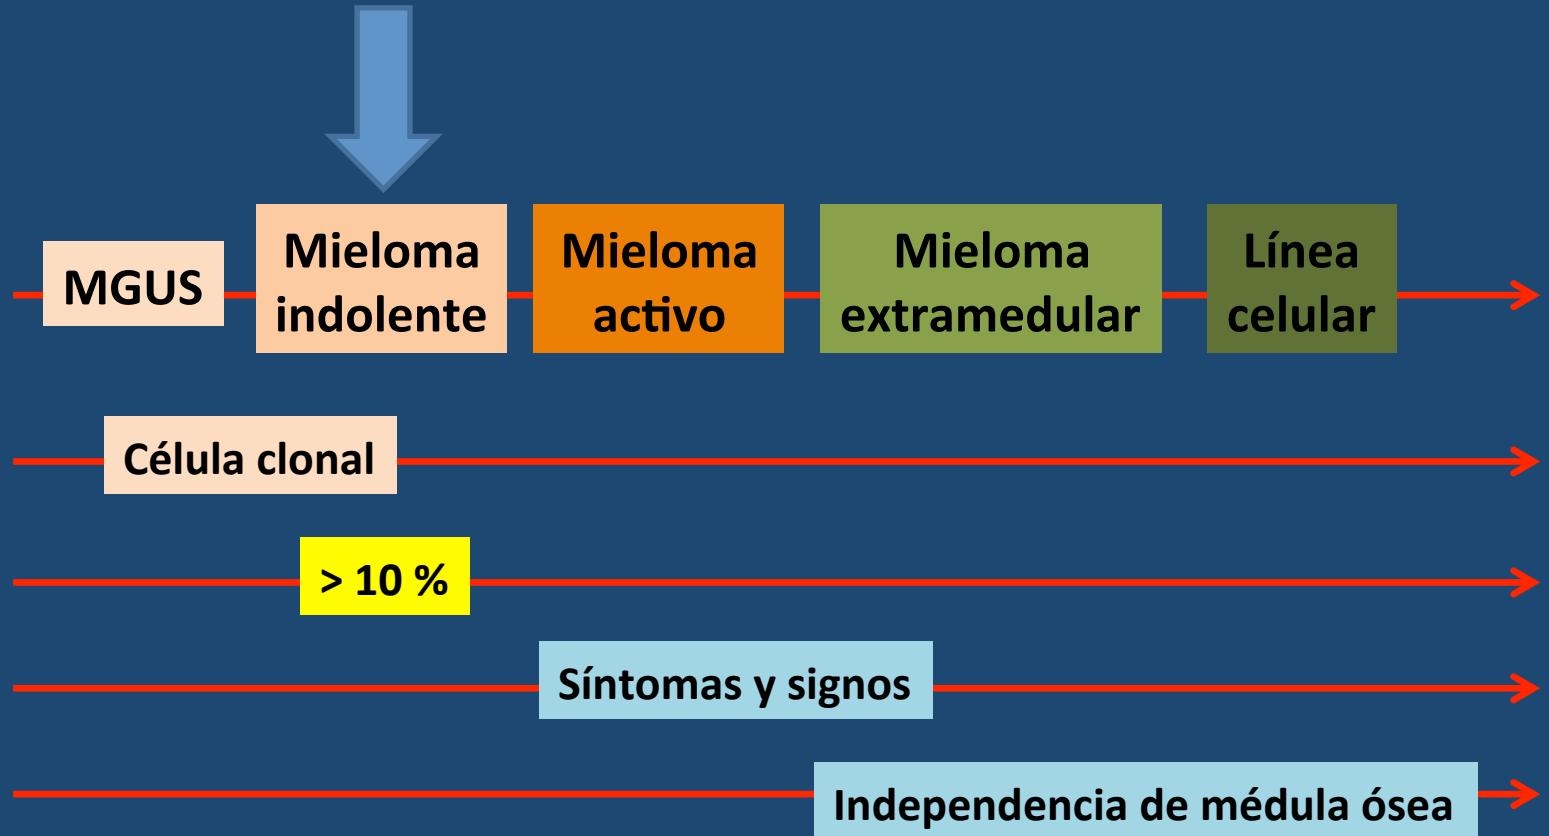 MGUS
Mieloma
indolente
Mieloma
activo
Mieloma
extramedular
Línea
celular
Célula clonal
> 10 %
Síntomas y signos
Independencia de médula ósea